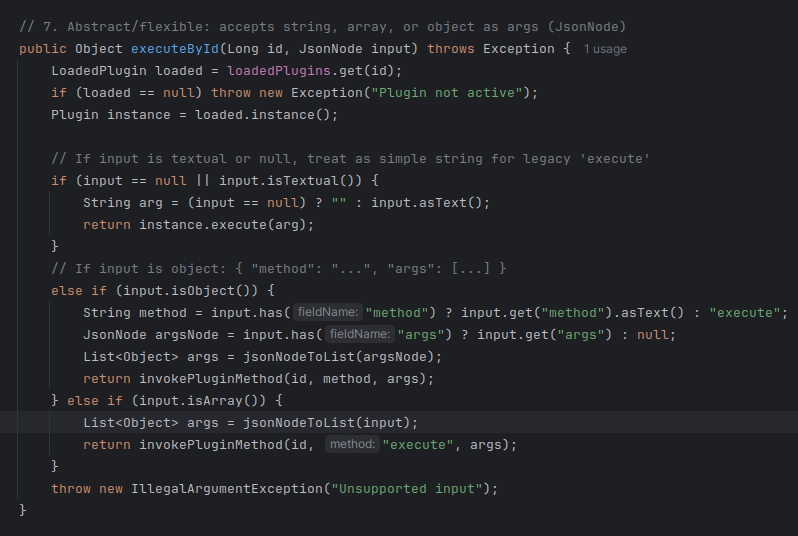 // 7. Abstract/flexible: accepts string, array, or object as args (JsonNode)
public Object executeById(Long id, JsonNode input) throws Exception { 1 usage
    LoadedPlugin loaded = loadedPlugins.get(id);
    if (loaded == null) throw new Exception("Plugin not active");
    Plugin instance = loaded.instance();

    // If input is textual or null, treat as simple string for legacy 'execute'
    if (input == null || input.isTextual()) {
        String arg = (input == null) ? "" : input.asText();
        return instance.execute(arg);
    }
    // If input is object: { "method": "...", "args": [...] }
    else if (input.isObject()) {
        String method = input.has( fieldName: "method") ? input.get("method").asText() : "execute";
        JsonNode argsNode = input.has( fieldName: "args") ? input.get("args") : null;
        List<Object> args = jsonNodeToList(argsNode);
        return invokePluginMethod(id, method, args);
    } else if (input.isArray()) {
        List<Object> args = jsonNodeToList(input);
        return invokePluginMethod(id, method: "execute", args);
    }
    throw new IllegalArgumentException("Unsupported input");
}